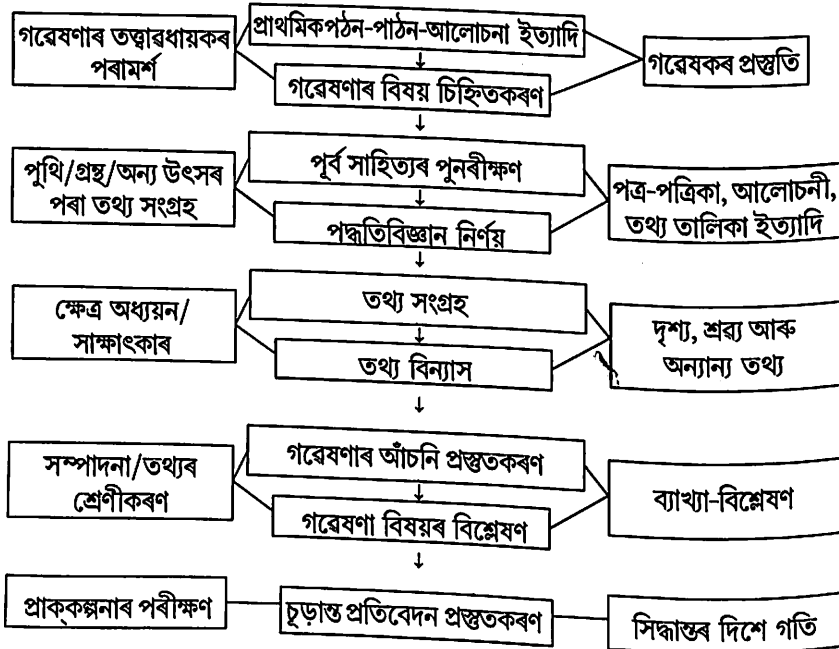 গৱেষণাৰ তত্ত্বাৱধায়কৰ
পৰামৰ্শ
প্ৰাথমিকপঠন-পাঠন-আলোচনা ইত্যাদি
গৱেষণাৰ বিষয় চিহ্নিতকৰণ
গৱেষকৰ প্ৰস্তুতি
পুথি/গ্ৰন্থ/অন্য উৎসৰ
পৰা তথ্য সংগ্ৰহ
পূৰ্ব সাহিত্যৰ পুনৰীক্ষণ
পদ্ধতিবিজ্ঞান নিৰ্ণয়
পত্ৰ-পত্ৰিকা, আলোচনী,
তথ্য তালিকা ইত্যাদি
ক্ষেত্ৰ অধ্যয়ন/
সাক্ষাৎকাৰ
তথ্য সংগ্ৰহ
তথ্য বিন্যাস
দৃশ্য, শ্ৰব্য আৰু
অন্যান্য তথ্য
সম্পাদনা/তথ্যৰ
শ্ৰেণীকৰণ
গৱেষণাৰ আঁচনি প্ৰস্তুতকৰণ
গৱেষণা বিষয়ৰ বিশ্লেষণ
ব্যাখ্যা-বিশ্লেষণ
প্ৰাক্‌কল্পনাৰ পৰীক্ষণ
চূড়ান্ত প্ৰতিবেদন প্ৰস্তুতকৰণ
সিদ্ধান্তৰ দিশে গতি